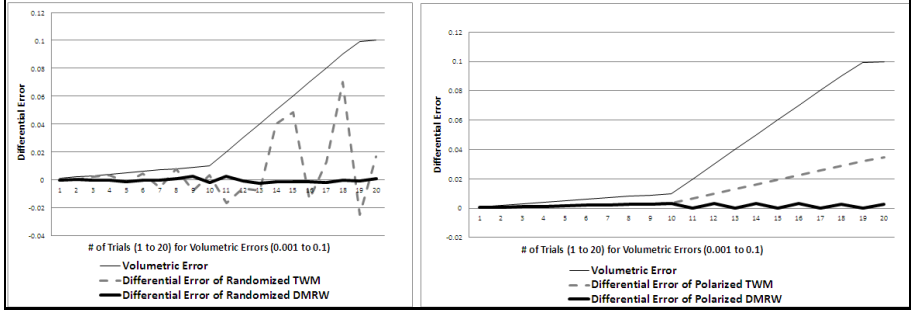 0.12
0.1
0.08
0.06
0.04
0.02
0
-0.02
-0.04
Differential Error
1 2 3 4 5 6 7 8 9 10 11 12 13 14 15 16 17 18 19 20
# of Trials (1 to 20) for Volumetric Errors (0.001 to 0.1)
Volumetric Error
Differential Error of Randomized TWM
Differential Error of Randomized DMRW
0.12
0.1
0.08
0.06
0.04
0.02
0
-0.02
Differential Error
1 2 3 4 5 6 7 8 9 10 11 12 13 14 15 16 17 18 19 20
# of Trials (1 to 20) for Volumetric Errors (0.001 to 0.1)
Volumetric Error
Differential Error of Polarized TWM
Differential Error of Polarized DMRW